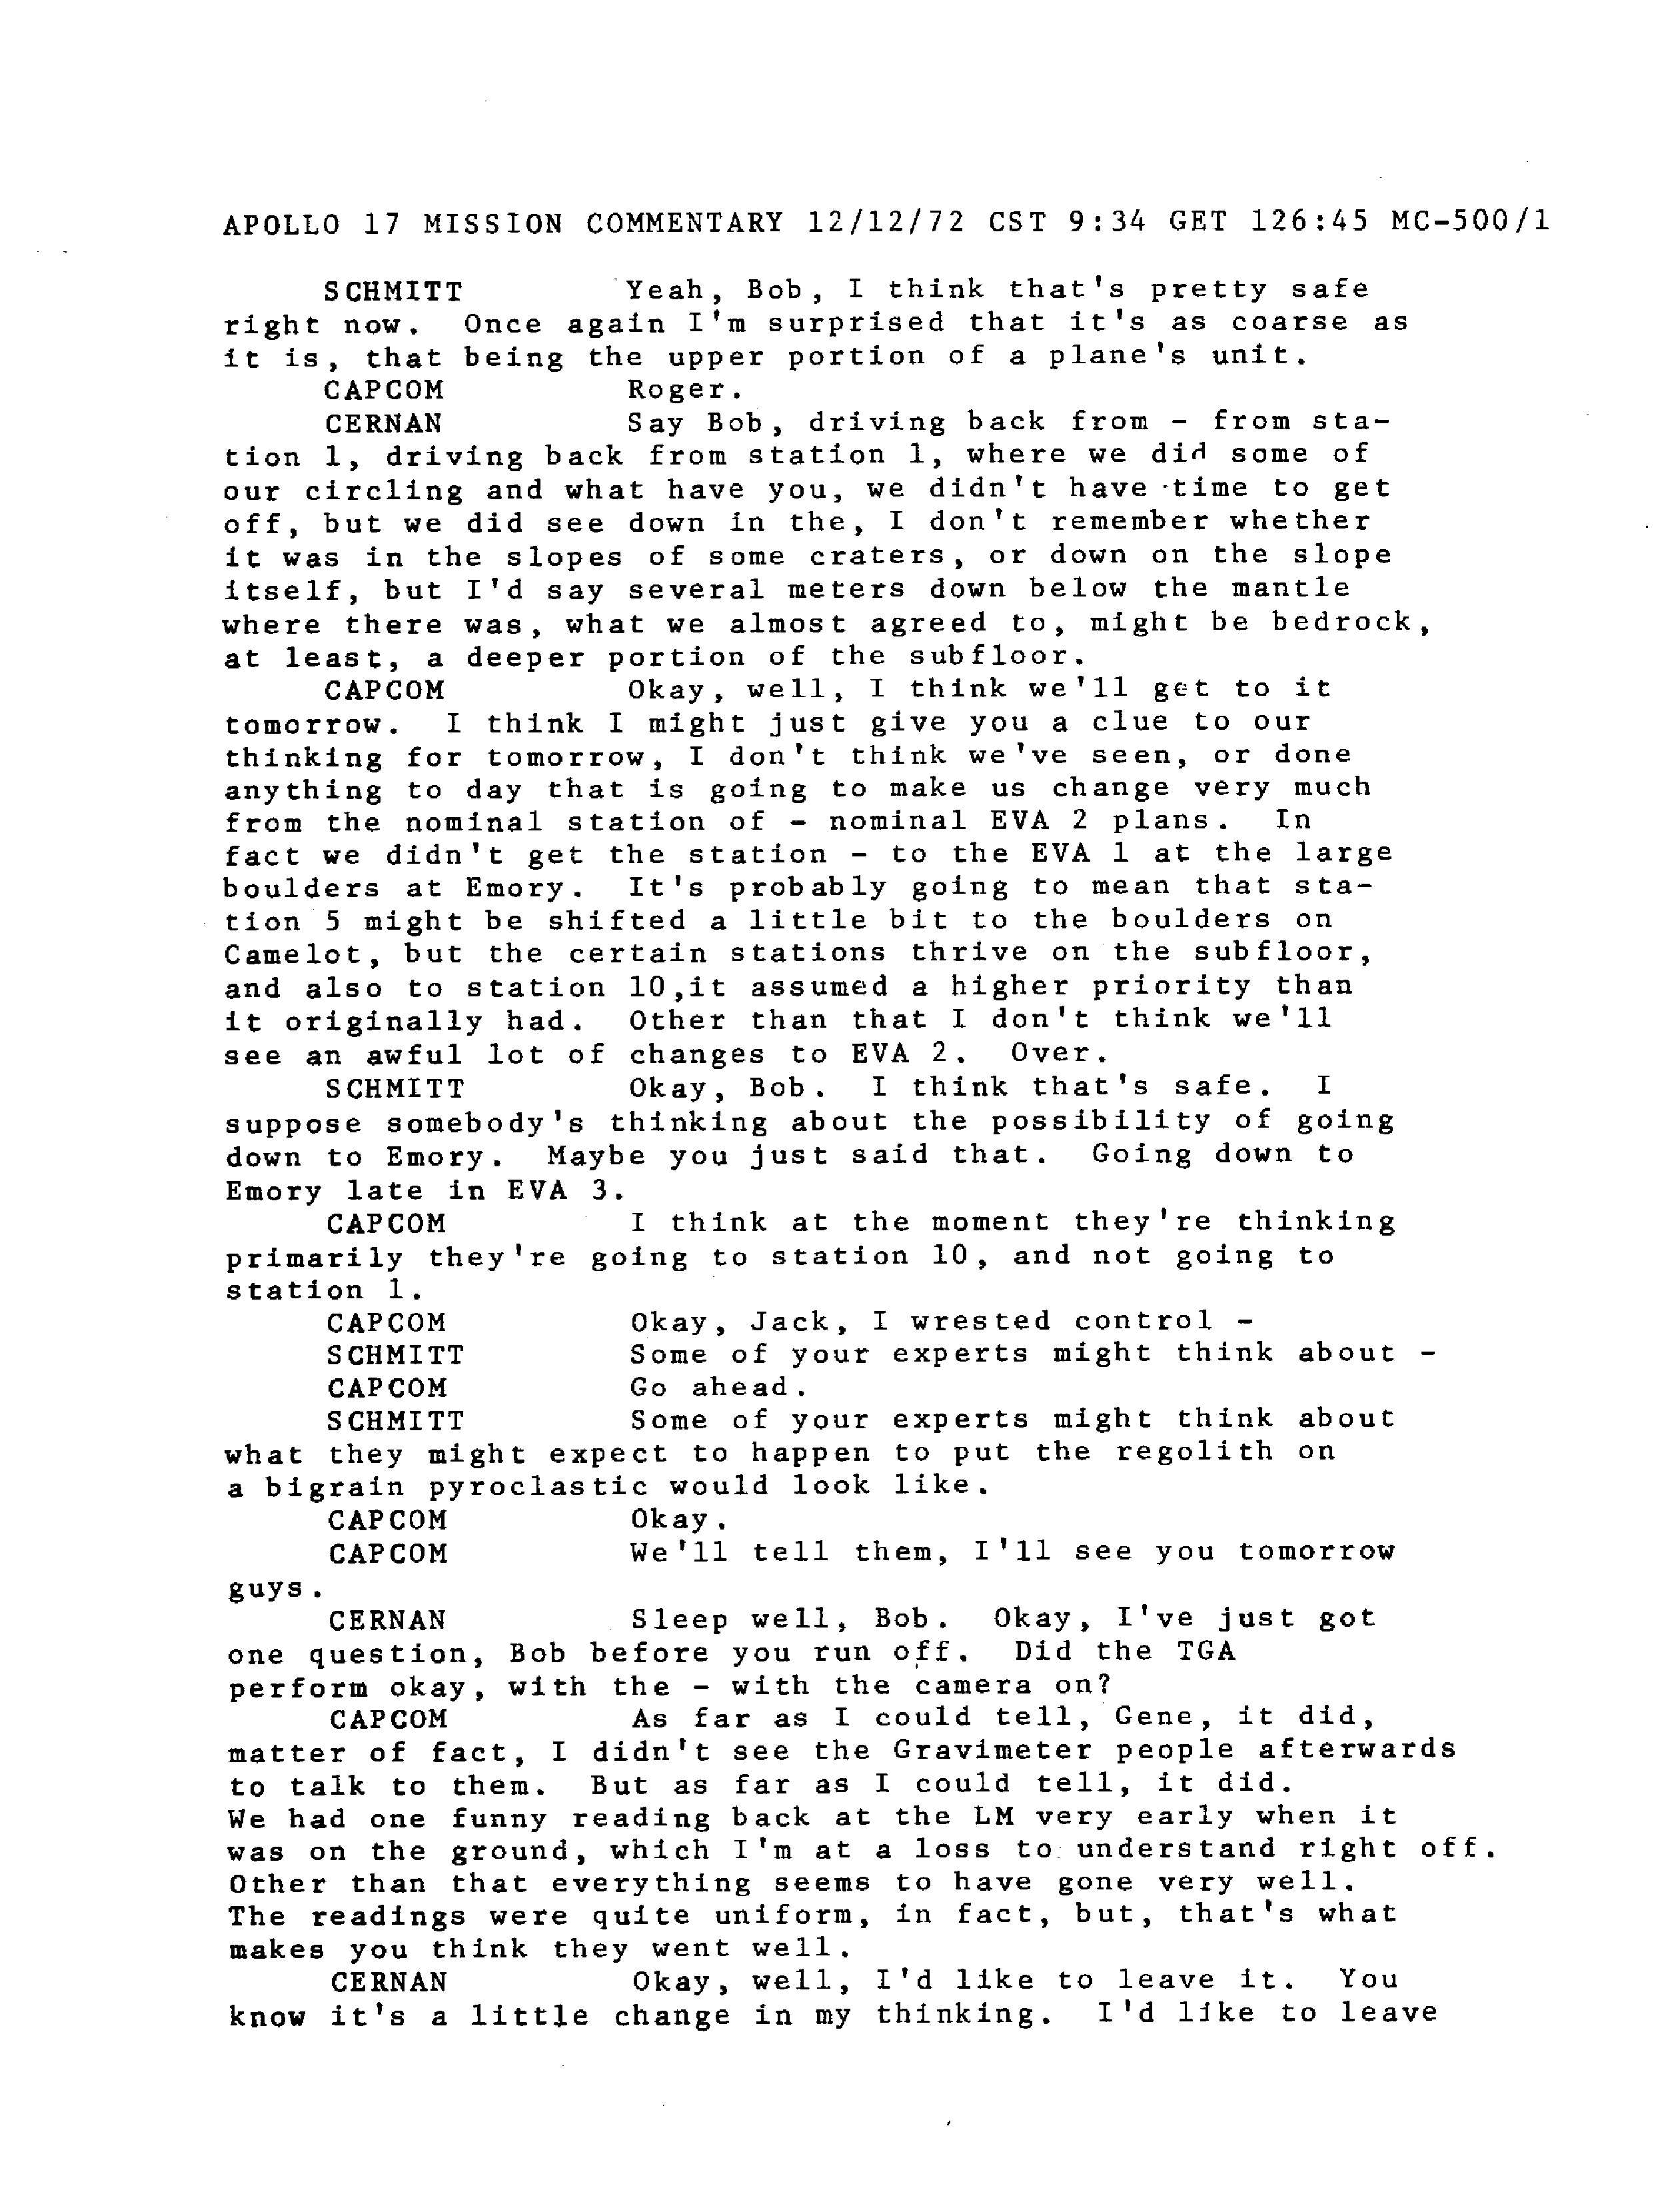 APOLLO 17 MISSION COMMENTARY 12/12/72 CST 9:34 GET 126:45 MC-500/1
SCHMITT Yeah, Bob, I think that's pretty safe
right now. Once again I'm surprised that it's as coarse as
it is, that being the upper portion of a plane's unit.
CAPCOM Roger.
CERNAN Say Bob, driving back from - from sta-
tion 1, driving back from station 1, where we did some of
our circling and what have you, we didn't have time to get
off, but we did see down in the, I don't remember whether
it was in the slopes of some craters, or down on the slope
itself, but I'd say several meters down below the mantle
where there was, what we almost agreed to, might be bedrock,
at least, a deeper portion of the subfloor.
CAPCOM Okay, well, I think we'll get to it
tomorrow. I think I might just give you a clue to our
thinking for tomorrow, I don't think we've seen, or done
anything to day that is going to make us change very much
from the nominal station of - nominal EVA 2 plans. In
fact we didn't get the station - to the EVA 1 at the large
boulders at Emory. It's probably going to mean that sta-
tion 5 might be shifted a little bit to the boulders on
Camelot, but the certain stations thrive on the subfloor,
and also to station 10,it assumed a higher priority than
it originally had. Other than that I don't think we'll
see an awful lot of changes to EVA 2. Over.
SCHMITT Okay, Bob. I think that's safe. I
suppose somebody's thinking about the possibility of going
down to Emory. Maybe you just said that. Going down to
Emory late in EVA 3.
CAPCOM I think at the moment they're thinking
primarily they're going to station 10, and not going to
station 1.
CAPCOM Okay, Jack, I wrested control -
SCHMITT Some of your experts might think about -
CAPCOM Go ahead.
SCHMITT Some of your experts might think about
what they might expect to happen to put the regolith on
a bigrain pyroclastic would look like.
CAPCOM Okay.
CAPCOM We'll tell them, I'll see you tomorrow
guys.
CERNAN Sleep well, Bob. Okay, I've just got
one question, Bob before you run off. Did the TGA
perform okay, with the - with the camera on?
CAPCOM As far as I could tell, Gene, it did,
matter of fact, I didn't see the Gravimeter people afterwards
to talk to them. But as far as I could tell, it did.
We had one funny reading back at the LM very early when it
was on the ground, which I'm at a loss to understand right off.
Other than that everything seems to have gone very well.
The readings were quite uniform, in fact, but, that's what
makes you think they went well.
CERNAN Okay, well, I'd like to leave it. You
know it's a little change in my thinking. I'd like to leave